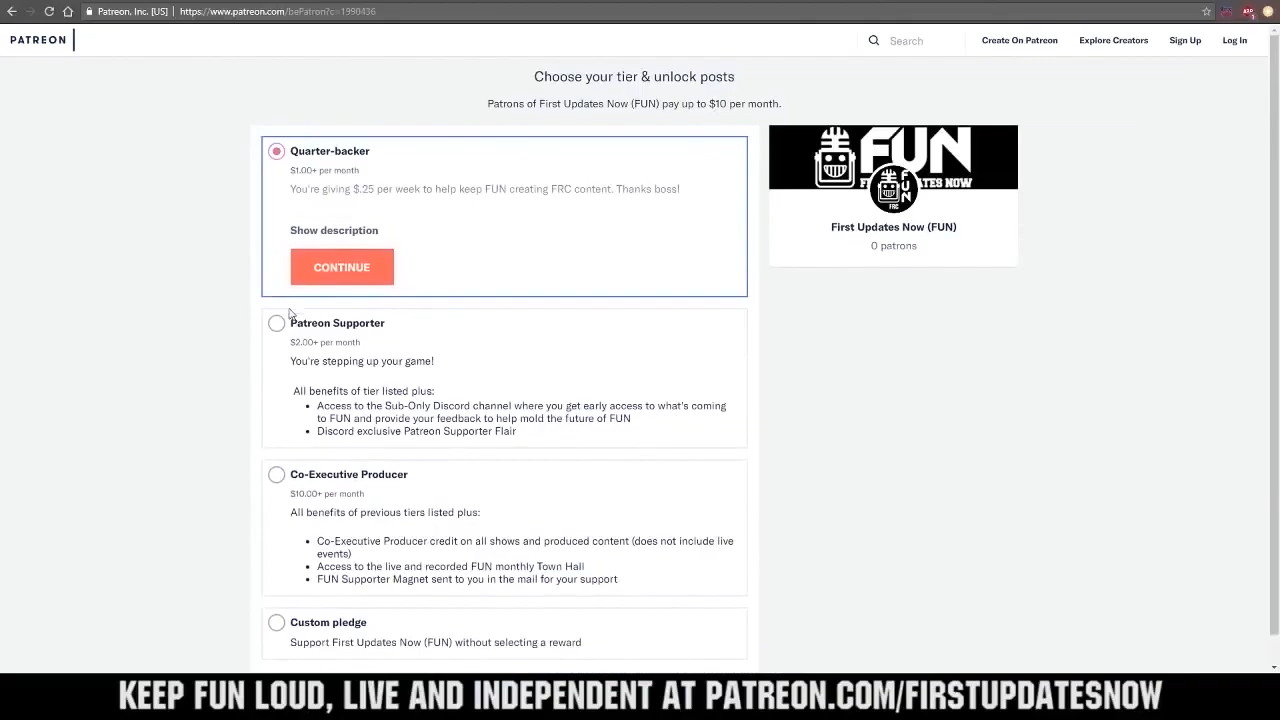 Patreon, Inc. [US] | https://www.patreon.com/bePatron?c=1990436
PATREON
Search
Create On Patreon
Explore Creators
Sign Up
Log In
Choose your tier & unlock posts
Patrons of First Updates Now (FUN) pay up to $10 per month.
Quarter-backer
$1.00+ per month
You're giving $.25 per week to help keep FUN creating FRC content. Thanks boss!
Show description
CONTINUE
Patreon Supporter
$2.00+ per month
You're stepping up your game!
All benefits of tier listed plus:
• Access to the Sub-Only Discord channel where you get early access to what's coming
to FUN and provide your feedback to help mold the future of FUN
• Discord exclusive Patreon Supporter Flair
Co-Executive Producer
$10.00+ per month
All benefits of previous tiers listed plus:
• Co-Executive Producer credit on all shows and produced content (does not include live
events)
• Access to the live and recorded FUN monthly Town Hall
• FUN Supporter Magnet sent to you in the mail for your support
Custom pledge
Support First Updates Now (FUN) without selecting a reward
FUN
FUN
FRC
First Updates Now (FUN)
0 patrons
KEEP FUN LOUD, LIVE AND INDEPENDENT AT PATREON.COM/FIRSTUPDATESNOW